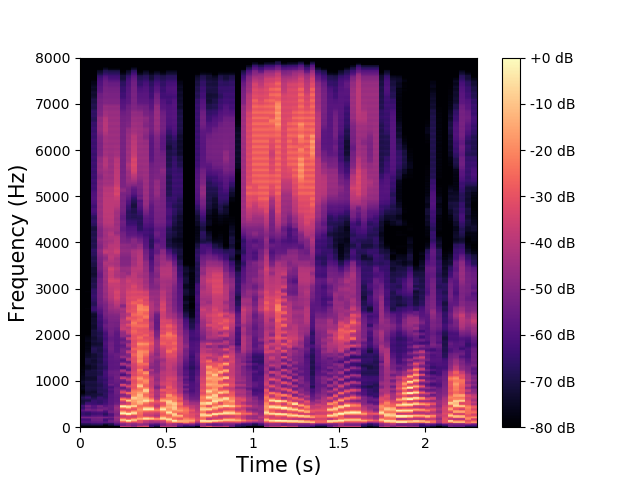 8000
7000
6000
5000
4000
3000
2000
1000
0
Frequency (Hz)
0
0.5
1
1.5
2
Time (s)
+0 dB
-10 dB
-20 dB
-30 dB
-40 dB
-50 dB
-60 dB
-70 dB
-80 dB